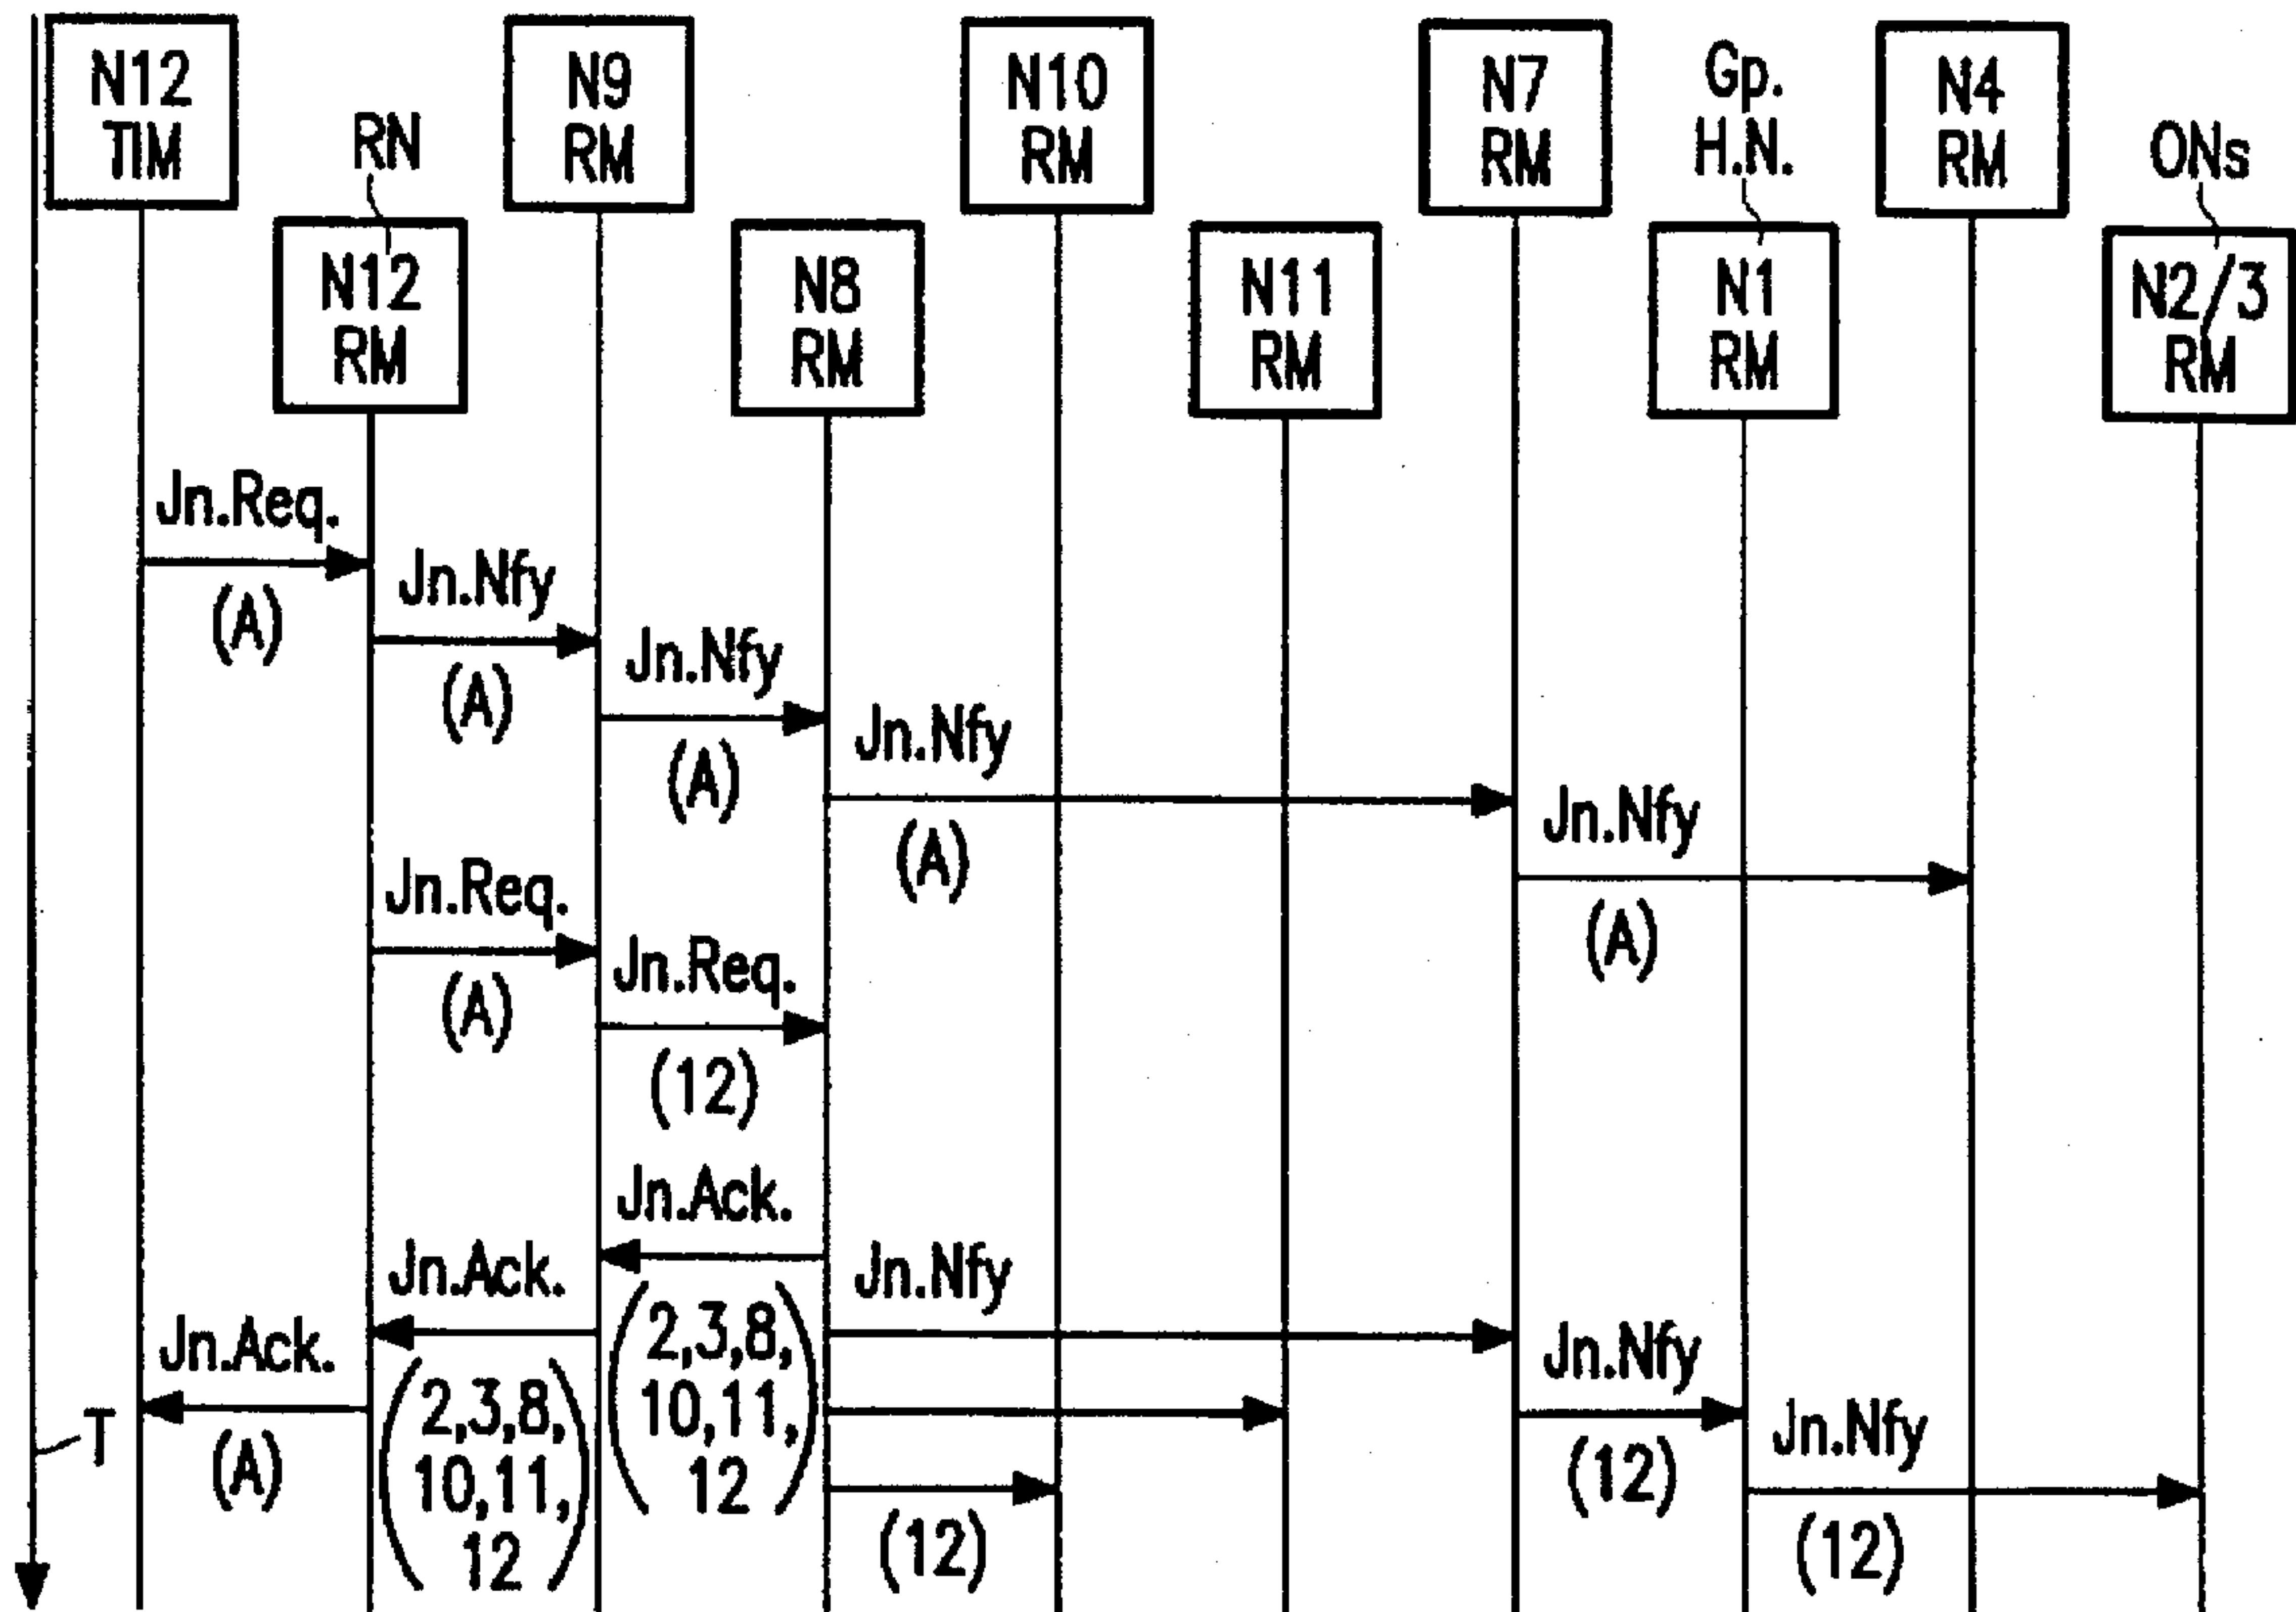 N12
TIM
RN
N12
RM
N9
RM
N8
RM
N10
RM
N11
RM
N7
RM
Gp.
H.N.
N1
RM
N4
RM
ONs
N2/3
RM
Jn.Req.
(A)
Jn.Nfy
(A)
Jn.Nfy
(A)
Jn.Nfy
(A)
Jn.Nfy
(A)
Jn.Req.
(A)
Jn.Req.
(12)
Jn.Ack.
(2,3,8,
10,11,
12)
Jn.Ack.
(2,3,8,
10,11,
12)
Jn.Ack.
(A)
Jn.Nfy
(12)
Jn.Nfy
(12)
Jn.Nfy
(12)
T